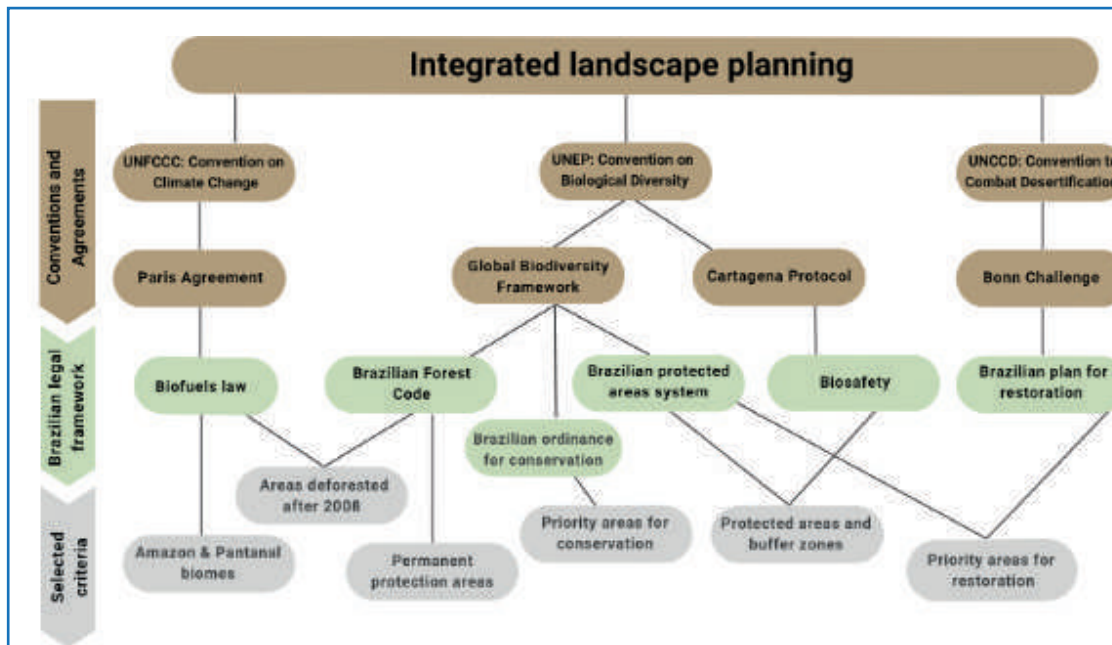 Integrated landscape planning
Conventions and
Agreements
UNFCCC: Convention on
Climate Change
UNEP: Convention on
Biological Diversity
UNCCD: Convention to
Combat Desertification
Paris Agreement
Global Biodiversity
Framework
Cartagena Protocol
Bonn Challenge
Brazilian legal
framework
Biofuels law
Brazilian Forest
Code
Brazilian protected
areas system
Biosafety
Brazilian plan for
restoration
Brazilian ordinance
for conservation
Selected
criteria
Areas deforested
after 2008
Amazon & Pantanal
biomes
Permanent
protection areas
Priority areas for
conservation
Protected areas and
buffer zones
Priority areas for
restoration